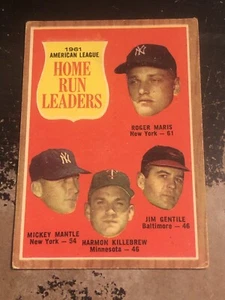 1961
AMERICAN LEAGUE
HOME
RUN
LEADERS
ROGER MARIS
New York — 61
MICKEY MANTLE
New York — 54
HARMON KILLEBREW
Minnesota — 46
JIM GENTILE
Baltimore — 46